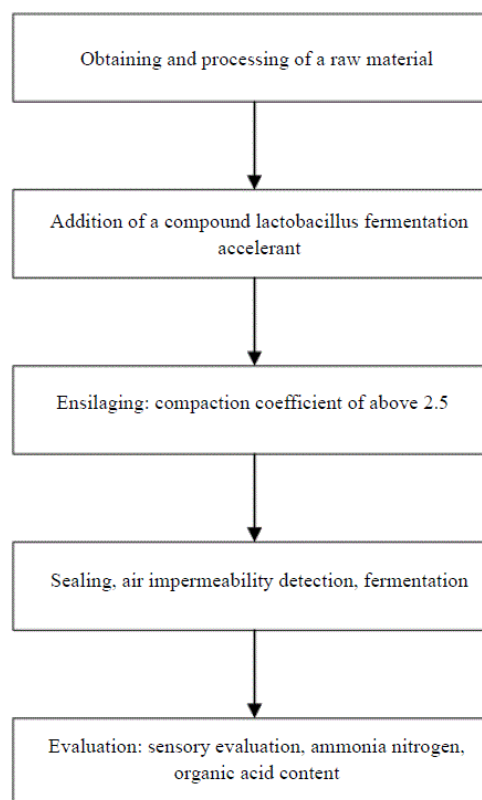 Obtaining and processing of a raw material
Addition of a compound lactobacillus fermentation
accelerant
Ensilaging: compaction coefficient of above 2.5
Sealing, air impermeability detection, fermentation
Evaluation: sensory evaluation, ammonia nitrogen,
organic acid content